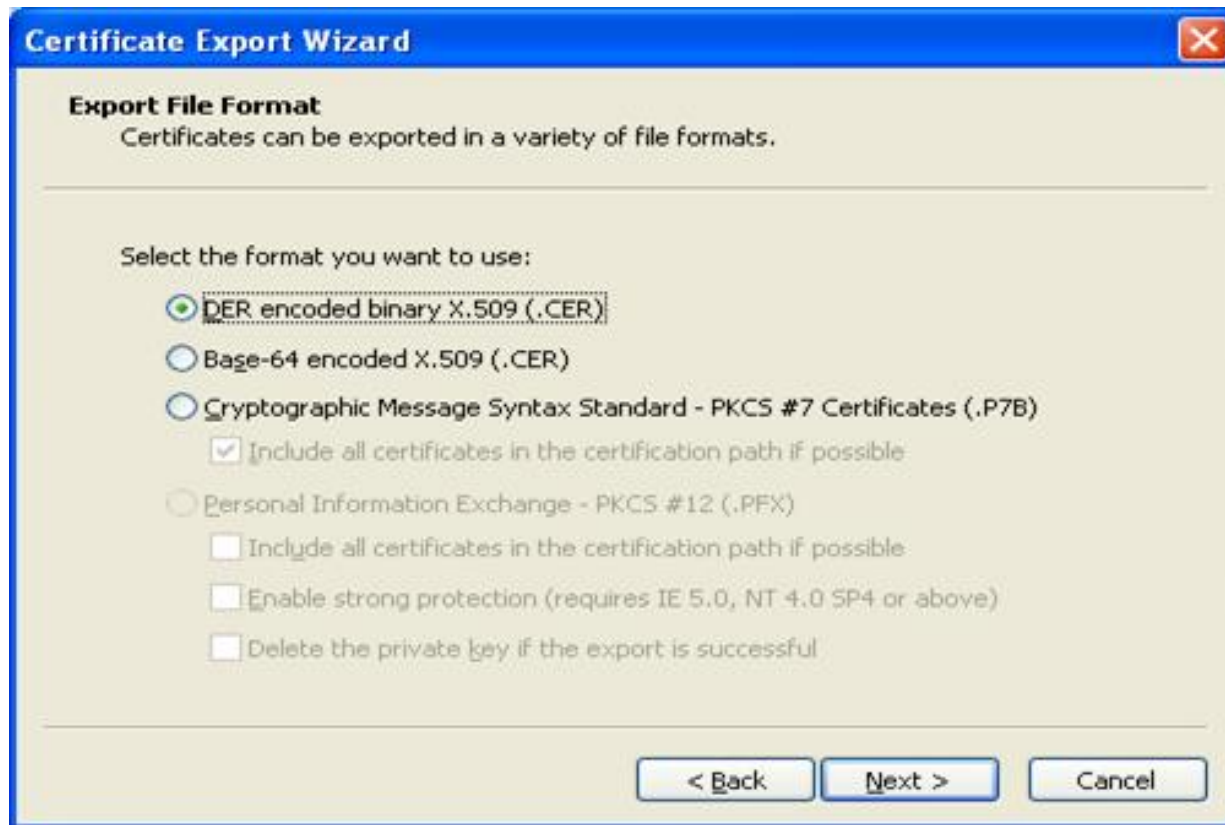 Certificate Export Wizard
Export File Format
Certificates can be exported in a variety of file formats.
Select the format you want to use:
DER encoded binary X.509 (.CER)
Base-64 encoded X.509 (.CER)
Cryptographic Message Syntax Standard - PKCS #7 Certificates (.P7B)
Include all certificates in the certification path if possible
Personal Information Exchange - PKCS #12 (.PFX)
Include all certificates in the certification path if possible
Enable strong protection (requires IE 5.0, NT 4.0 SP4 or above)
Delete the private key if the export is successful
< Back Next > Cancel